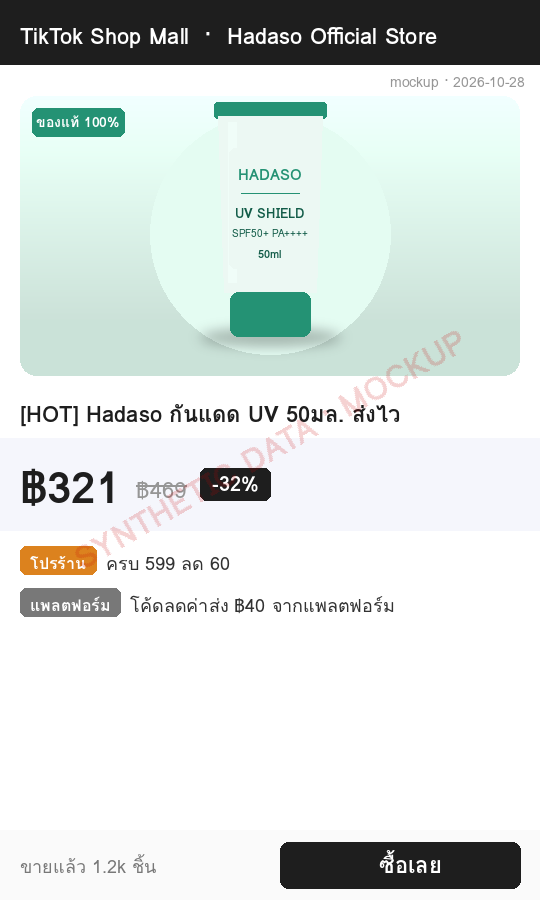 TikTok Shop Mall · Hadaso Official Store
mockup · 2026-10-28
ของแท้ 100%
HADASO
UV SHIELD
SPF50+ PA++++
50ml
[HOT] Hadaso กันแดด UV 50มล. ส่งไว
฿321 ฿469 -32%
SYNTHETIC DATA · MOCKUP
โปรร้าน ครบ 599 ลด 60
แพลตฟอร์ม โค้ดลดค่าส่ง ฿40 จากแพลตฟอร์ม
ขายแล้ว 1.2k ชิ้น
ซื้อเลย